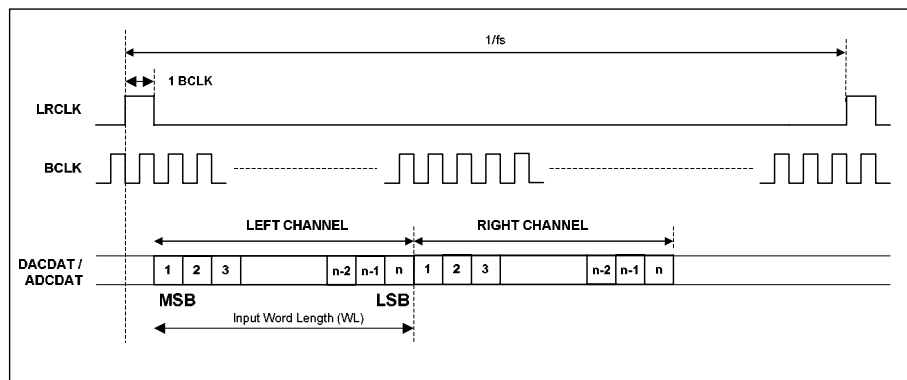 1/fs
1 BCLK
LRCLK
BCLK
LEFT CHANNEL RIGHT CHANNEL
DACDAT /
ADCDAT
1 2 3 n-2 n-1 n 1 2 3 n-2 n-1 n
MSB LSB
Input Word Length (WL)